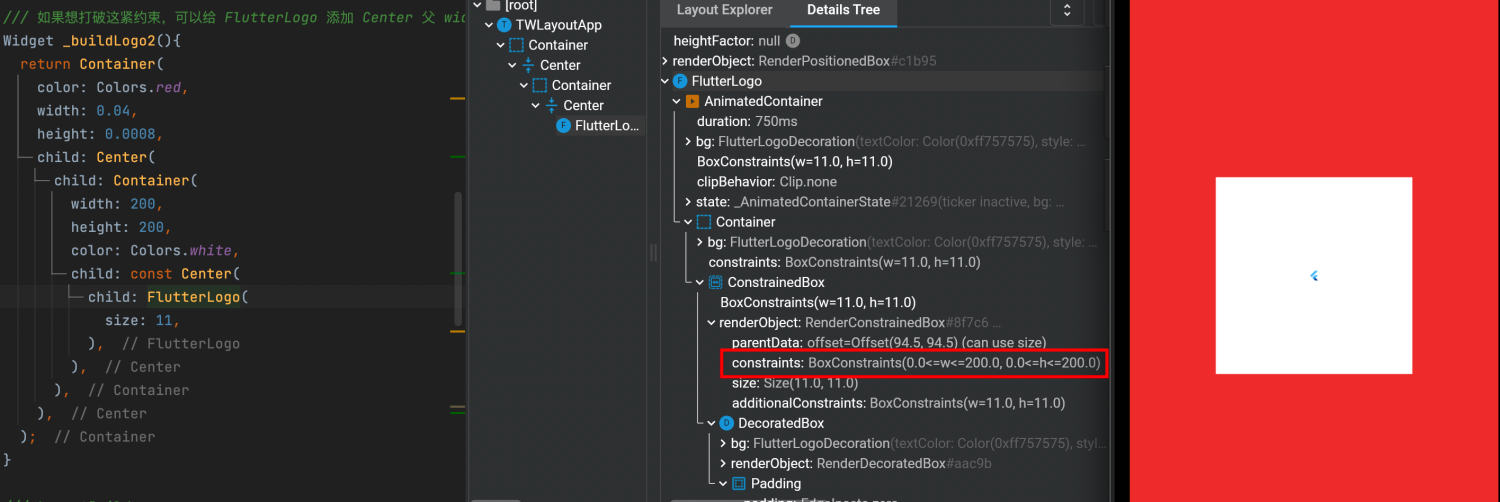 /// 如果想打破这紧约束，可以给 FlutterLogo 添加 Center 父 wid
Widget _buildLogo2(){
return Container(
color: Colors.red,
width: 0.04,
height: 0.0008,
child: Center(
child: Container(
width: 200,
height: 200,
color: Colors.white,
child: const Center(
child: FlutterLogo(
size: 11,
), // FlutterLogo
), // Center
), // Container
), // Center
); // Container
}
[root]
TWLayoutApp
Container
Center
Container
Center
FlutterLo...
Layout Explorer
Details Tree
heightFactor: null
renderObject: RenderPositionedBox#c1b95
FlutterLogo
AnimatedContainer
duration: 750ms
bg: FlutterLogoDecoration(textColor: Color(0xff757575), style: ...
BoxConstraints(w=11.0, h=11.0)
clipBehavior: Clip.none
state: _AnimatedContainerState#21269(ticker inactive, bg: ...
Container
bg: FlutterLogoDecoration(textColor: Color(0xff757575), style: ...
constraints: BoxConstraints(w=11.0, h=11.0)
ConstrainedBox
BoxConstraints(w=11.0, h=11.0)
renderObject: RenderConstrainedBox#8f7c6 ...
parentData: offset=Offset(94.5, 94.5) (can use size)
constraints: BoxConstraints(0.0<=w<=200.0, 0.0<=h<=200.0)
size: Size(11.0, 11.0)
additionalConstraints: BoxConstraints(w=11.0, h=11.0)
DecoratedBox
bg: FlutterLogoDecoration(textColor: Color(0xff757575), styl...
renderObject: RenderDecoratedBox#aac9b
Padding